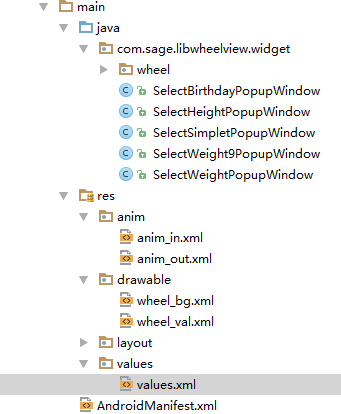 main
java
com.sage.libwheelview.widget
wheel
SelectBirthdayPopupWindow
SelectHeightPopupWindow
SelectSimpletPopupWindow
SelectWeight9PopupWindow
SelectWeightPopupWindow
res
anim
anim_in.xml
anim_out.xml
drawable
wheel_bg.xml
wheel_val.xml
layout
values
values.xml
AndroidManifest.xml